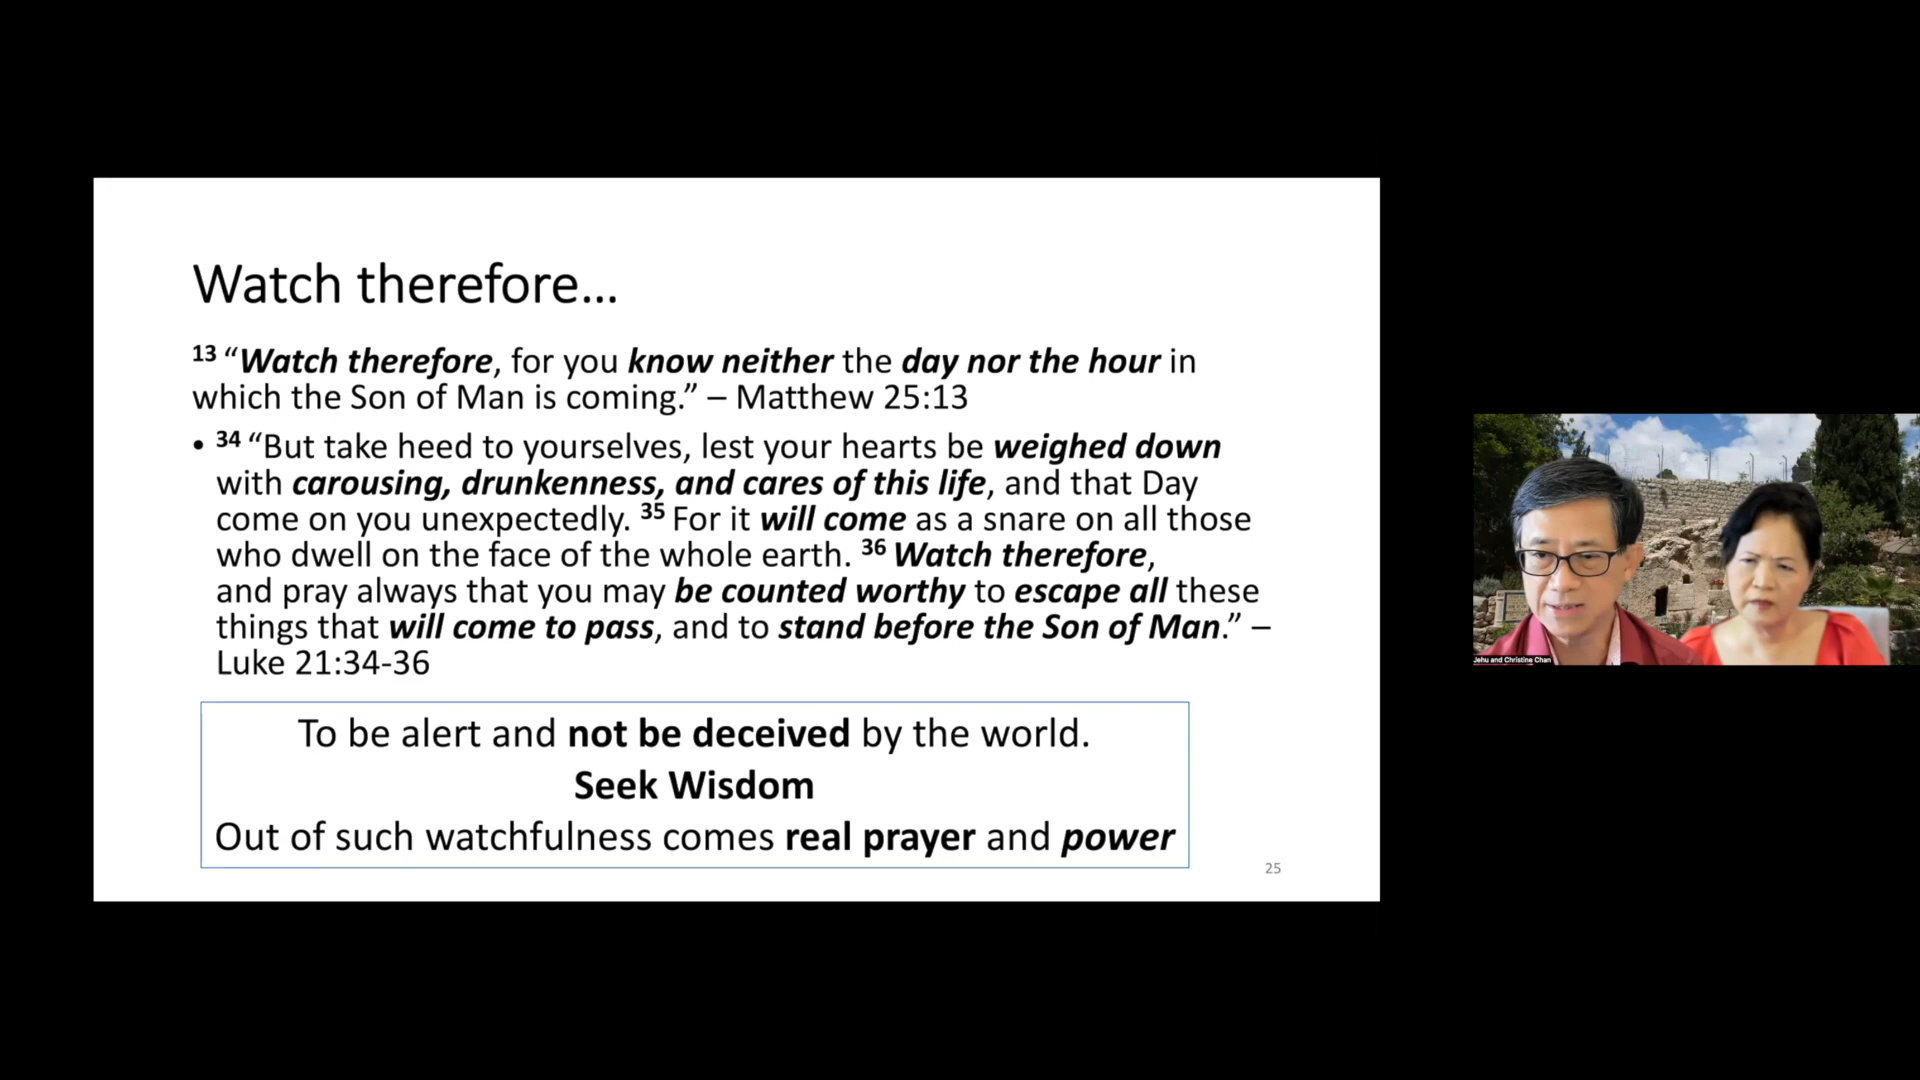 Watch therefore...
13 “Watch therefore, for you know neither the day nor the hour in
which the Son of Man is coming.” – Matthew 25:13
• 34 “But take heed to yourselves, lest your hearts be weighed down
with carousing, drunkenness, and cares of this life, and that Day
come on you unexpectedly. 35 For it will come as a snare on all those
who dwell on the face of the whole earth. 36 Watch therefore,
and pray always that you may be counted worthy to escape all these
things that will come to pass, and to stand before the Son of Man.” –
Luke 21:34-36
To be alert and not be deceived by the world.
Seek Wisdom
Out of such watchfulness comes real prayer and power
25
Jehu and Christine Chan